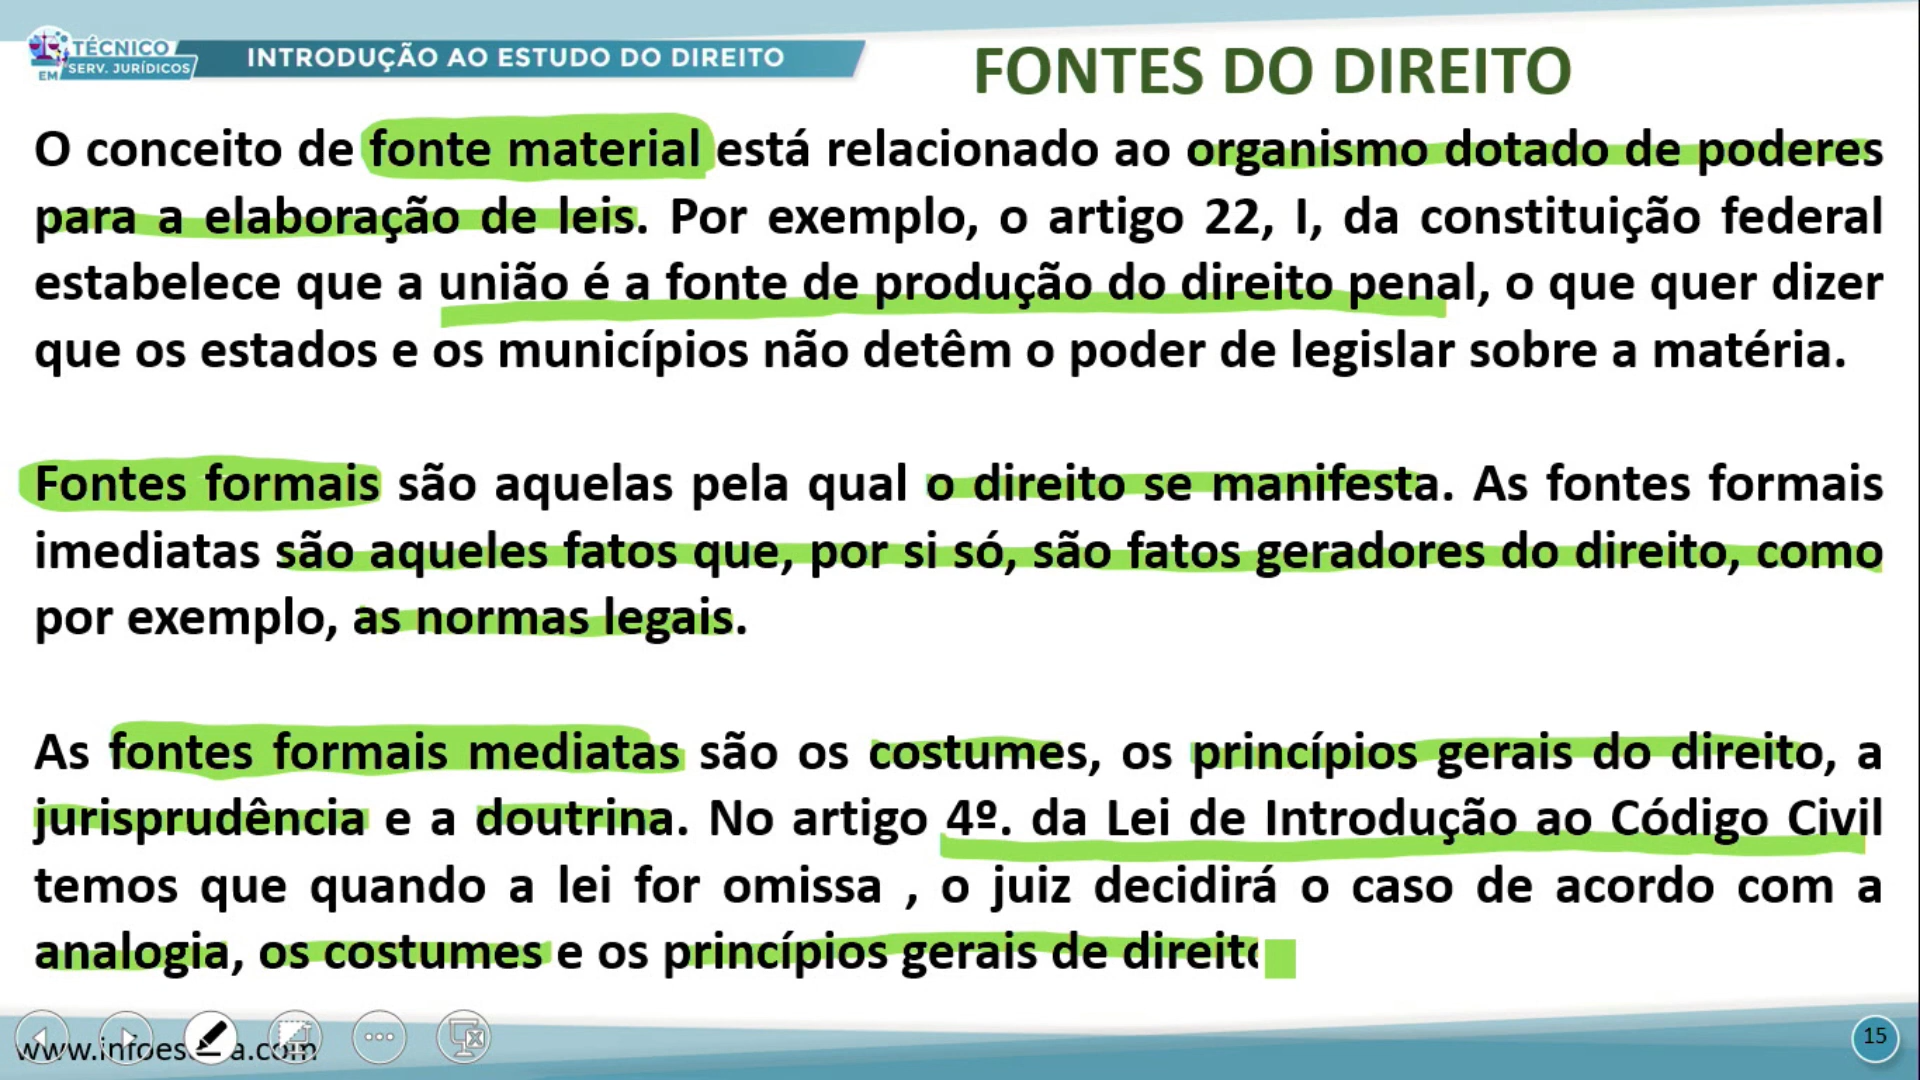 TÉCNICO
EM SERV. JURÍDICOS
INTRODUÇÃO AO ESTUDO DO DIREITO
FONTES DO DIREITO
O conceito de fonte material está relacionado ao organismo dotado de poderes
para a elaboração de leis. Por exemplo, o artigo 22, I, da constituição federal
estabelece que a união é a fonte de produção do direito penal, o que quer dizer
que os estados e os municípios não detêm o poder de legislar sobre a matéria.
Fontes formais são aquelas pela qual o direito se manifesta. As fontes formais
imediatas são aqueles fatos que, por si só, são fatos geradores do direito, como
por exemplo, as normas legais.
As fontes formais mediatas são os costumes, os princípios gerais do direito, a
jurisprudência e a doutrina. No artigo 4º. da Lei de Introdução ao Código Civil
temos que quando a lei for omissa , o juiz decidirá o caso de acordo com a
analogia, os costumes e os princípios gerais de direito
15